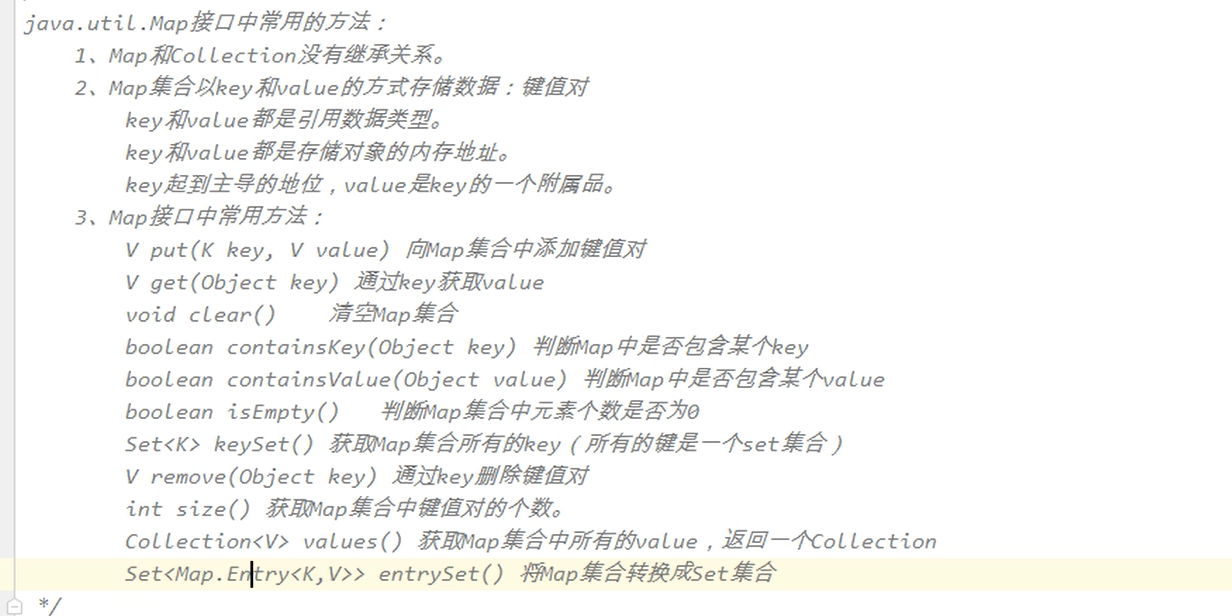 java.util.Map接口中常用的方法：
1、Map和Collection没有继承关系。
2、Map集合以key和value的方式存储数据：键值对
key和value都是引用数据类型。
key和value都是存储对象的内存地址。
key起到主导的地位，value是key的一个附属品。
3、Map接口中常用方法：
V put(K key, V value) 向Map集合中添加键值对
V get(Object key) 通过key获取value
void clear()    清空Map集合
boolean containsKey(Object key) 判断Map中是否包含某个key
boolean containsValue(Object value) 判断Map中是否包含某个value
boolean isEmpty()   判断Map集合中元素个数是否为0
Set<K> keySet() 获取Map集合所有的key（所有的键是一个set集合）
V remove(Object key) 通过key删除键值对
int size() 获取Map集合中键值对的个数。
Collection<V> values() 获取Map集合中所有的value，返回一个Collection
Set<Map.Entry<K,V>> entrySet() 将Map集合转换成Set集合
*/